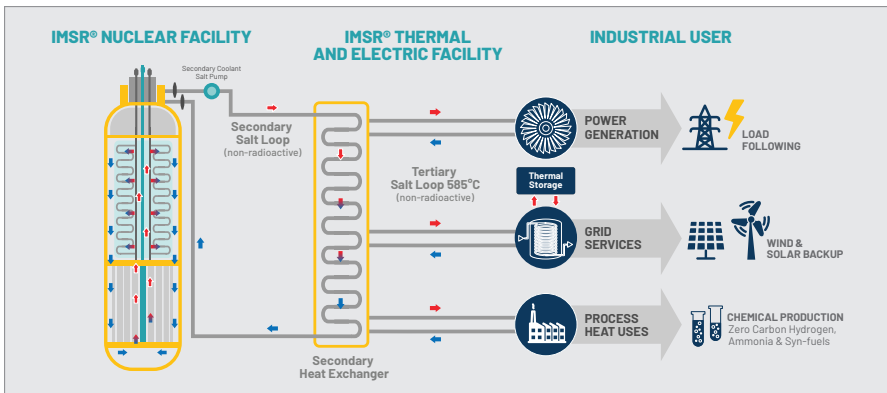 IMSR® NUCLEAR FACILITY
IMSR® THERMAL
AND ELECTRIC FACILITY
INDUSTRIAL USER
Secondary Coolant
Salt Pump
Secondary
Salt Loop
(non-radioactive)
Tertiary
Salt Loop 585°C
(non-radioactive)
Secondary
Heat Exchanger
POWER
GENERATION
LOAD
FOLLOWING
Thermal
Storage
GRID
SERVICES
WIND &
SOLAR BACKUP
PROCESS
HEAT USES
CHEMICAL PRODUCTION
Zero Carbon Hydrogen,
Ammonia & Syn-fuels